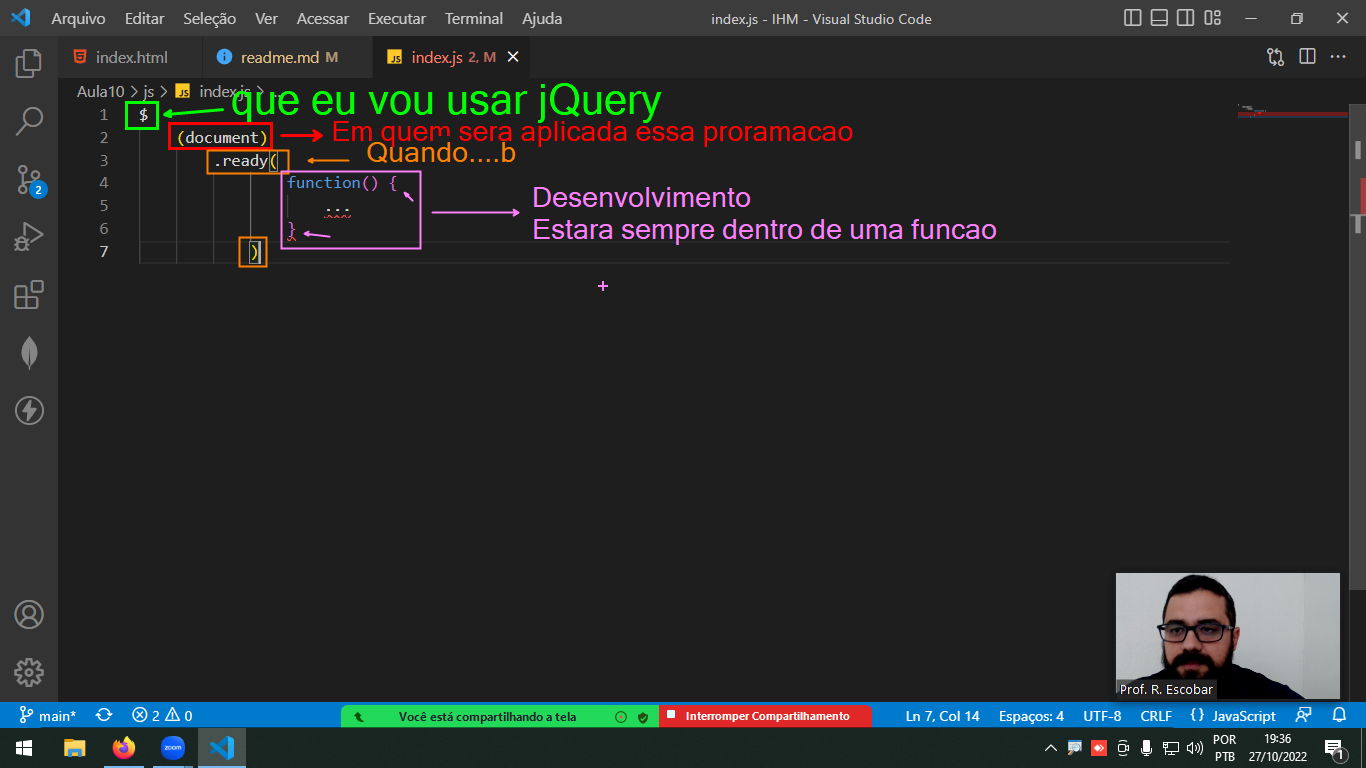 Arquivo Editar Seleção Ver Acessar Executar Terminal Ajuda index.js - IHM - Visual Studio Code
index.html readme.md M index.js 2, M
Aula10 > js > index.js > ...
que eu vou usar jQuery
1 $
2 (document)
Em quem sera aplicada essa proramacao
3 .ready(
Quando....b
4 function() {
5 ...
6 }
7 )
Desenvolvimento
Estara sempre dentro de uma funcao
2
Prof. R. Escobar
main* 2 0 Você está compartilhando a tela Interromper Compartilhamento Ln 7, Col 14 Espaços: 4 UTF-8 CRLF {} JavaScript
zoom POR 19:36
PTB 27/10/2022 1